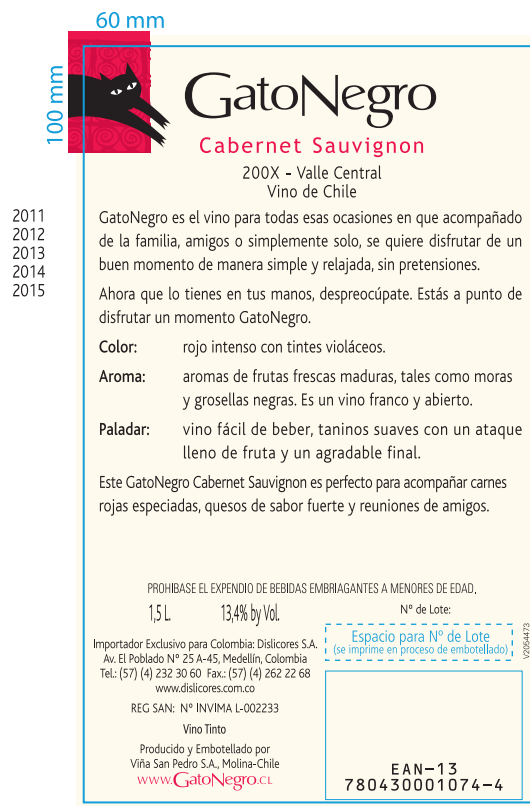 60 mm
100 mm
GatoNegro
Cabernet Sauvignon
200X - Valle Central
Vino de Chile
2011
2012
2013
2014
2015
GatoNegro es el vino para todas esas ocasiones en que acompañado
de la familia, amigos o simplemente solo, se quiere disfrutar de un
buen momento de manera simple y relajada, sin pretensiones.
Ahora que lo tienes en tus manos, despreocúpate. Estás a punto de
disfrutar un momento GatoNegro.
Color: rojo intenso con tintes violáceos.
Aroma: aromas de frutas frescas maduras, tales como moras
y grosellas negras. Es un vino franco y abierto.
Paladar: vino fácil de beber, taninos suaves con un ataque
lleno de fruta y un agradable final.
Este GatoNegro Cabernet Sauvignon es perfecto para acompañar carnes
rojas especiadas, quesos de sabor fuerte y reuniones de amigos.
PROHIBASE EL EXPENDIO DE BEBIDAS EMBRIAGANTES A MENORES DE EDAD.
1,5 L. 13,4% by Vol.
Nº de Lote:
Espacio para Nº de Lote
(se imprime en proceso de embotellado)
V2054473
Importador Exclusivo para Colombia: Dislicores S.A.
Av. El Poblado Nº 25 A-45, Medellín, Colombia
Tel.: (57) (4) 232 30 60 Fax.: (57) (4) 262 22 68
www.dislicores.com.co
REG SAN: Nº INVIMA L-002233
Vino Tinto
Producido y Embotellado por
Viña San Pedro S.A., Molina-Chile
WWW.GatoNegro.CL
EAN-13
780430001074-4